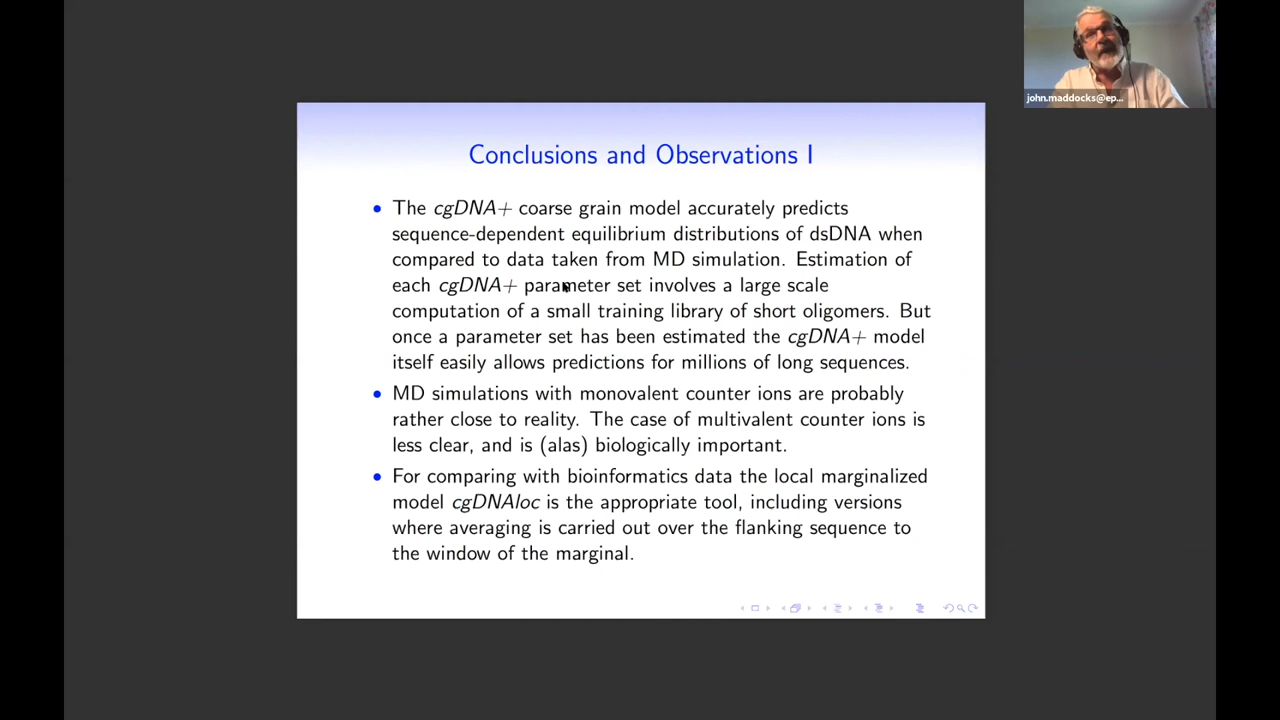 john.maddocks@ep...
Conclusions and Observations I
• The cgDNA+ coarse grain model accurately predicts
sequence-dependent equilibrium distributions of dsDNA when
compared to data taken from MD simulation. Estimation of
each cgDNA+ parameter set involves a large scale
computation of a small training library of short oligomers. But
once a parameter set has been estimated the cgDNA+ model
itself easily allows predictions for millions of long sequences.
• MD simulations with monovalent counter ions are probably
rather close to reality. The case of multivalent counter ions is
less clear, and is (alas) biologically important.
• For comparing with bioinformatics data the local marginalized
model cgDNAloc is the appropriate tool, including versions
where averaging is carried out over the flanking sequence to
the window of the marginal.